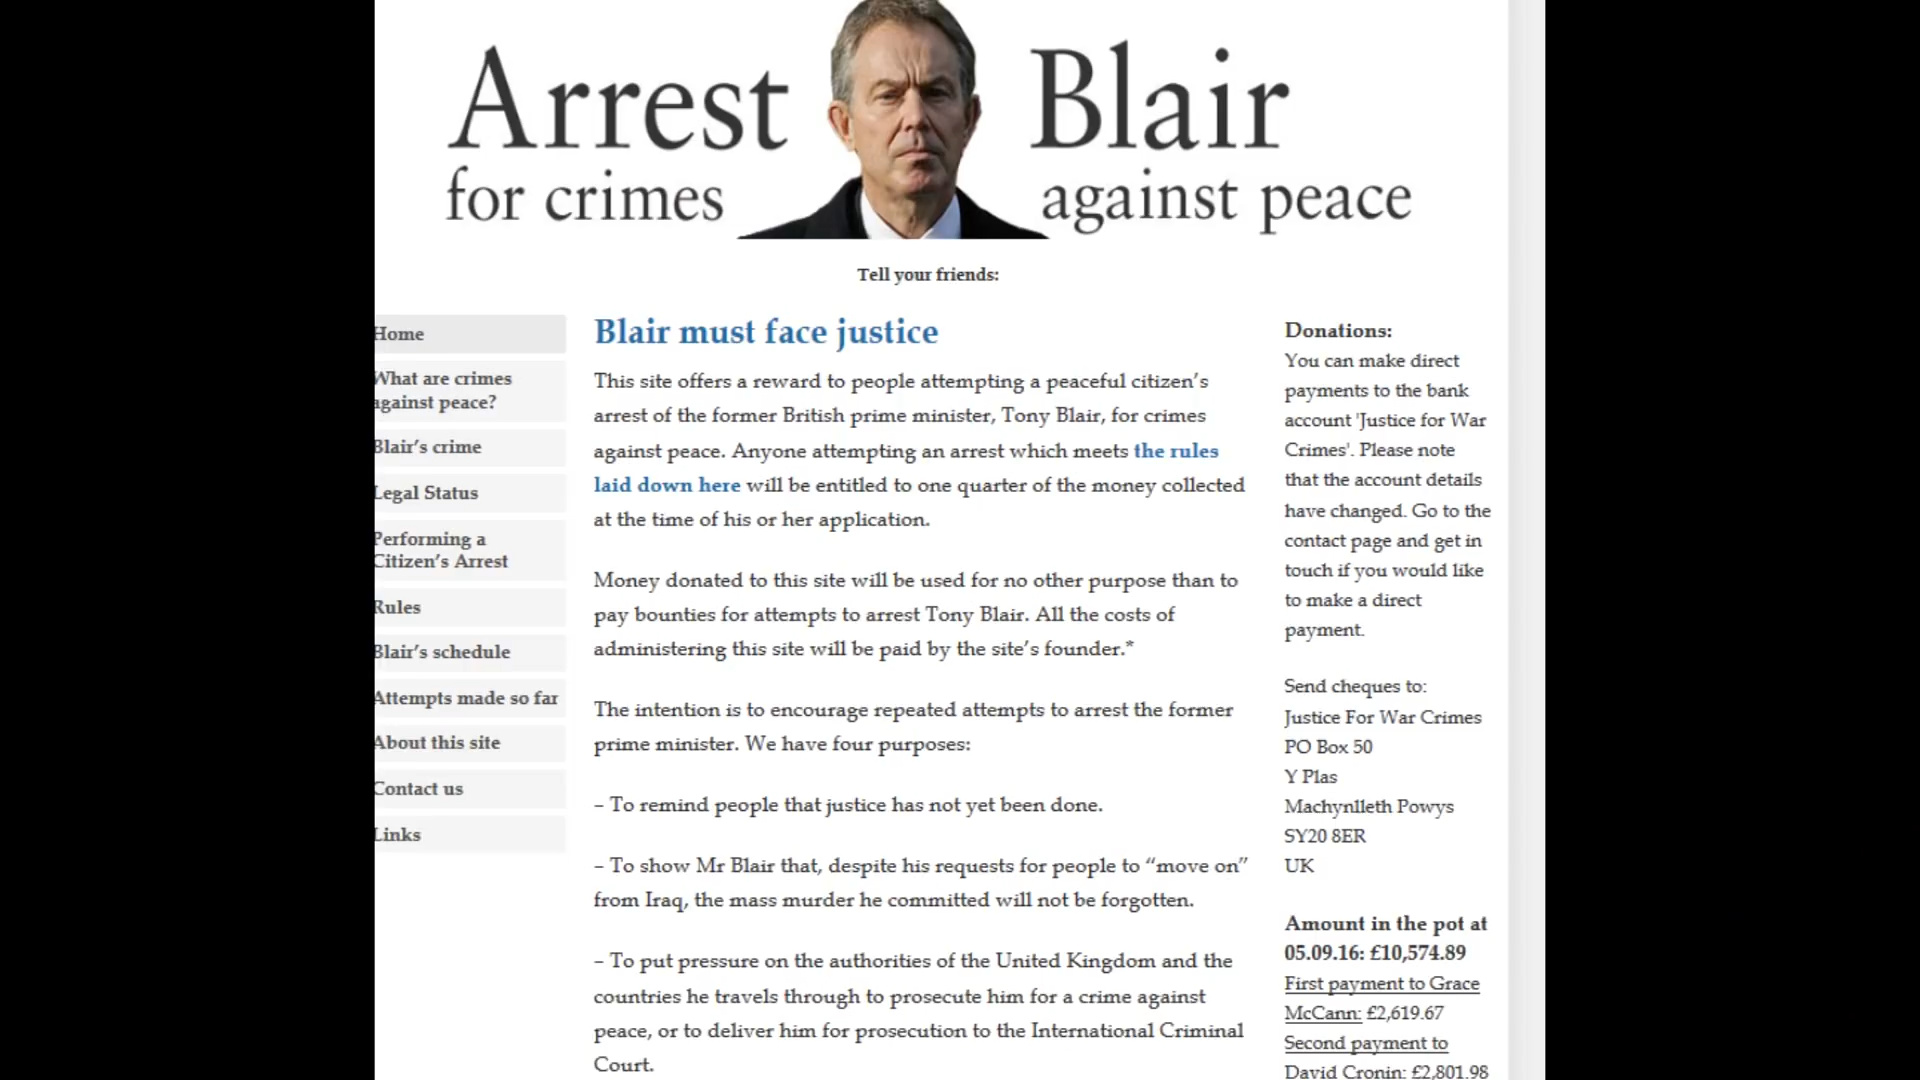 Arrest Blair
for crimes against peace
Tell your friends:
Home
What are crimes
against peace?
Blair's crime
Legal Status
Performing a
Citizen's Arrest
Rules
Blair's schedule
Attempts made so far
About this site
Contact us
Links
Blair must face justice
This site offers a reward to people attempting a peaceful citizen's
arrest of the former British prime minister, Tony Blair, for crimes
against peace. Anyone attempting an arrest which meets the rules
laid down here will be entitled to one quarter of the money collected
at the time of his or her application.
Money donated to this site will be used for no other purpose than to
pay bounties for attempts to arrest Tony Blair. All the costs of
administering this site will be paid by the site's founder.*
The intention is to encourage repeated attempts to arrest the former
prime minister. We have four purposes:
– To remind people that justice has not yet been done.
– To show Mr Blair that, despite his requests for people to “move on”
from Iraq, the mass murder he committed will not be forgotten.
– To put pressure on the authorities of the United Kingdom and the
countries he travels through to prosecute him for a crime against
peace, or to deliver him for prosecution to the International Criminal
Court.
Donations:
You can make direct
payments to the bank
account 'Justice for War
Crimes'. Please note
that the account details
have changed. Go to the
contact page and get in
touch if you would like
to make a direct
payment.
Send cheques to:
Justice For War Crimes
PO Box 50
Y Plas
Machynlleth Powys
SY20 8ER
UK
Amount in the pot at
05.09.16: £10,574.89
First payment to Grace
McCann: £2,619.67
Second payment to
David Cronin: £2,801.98